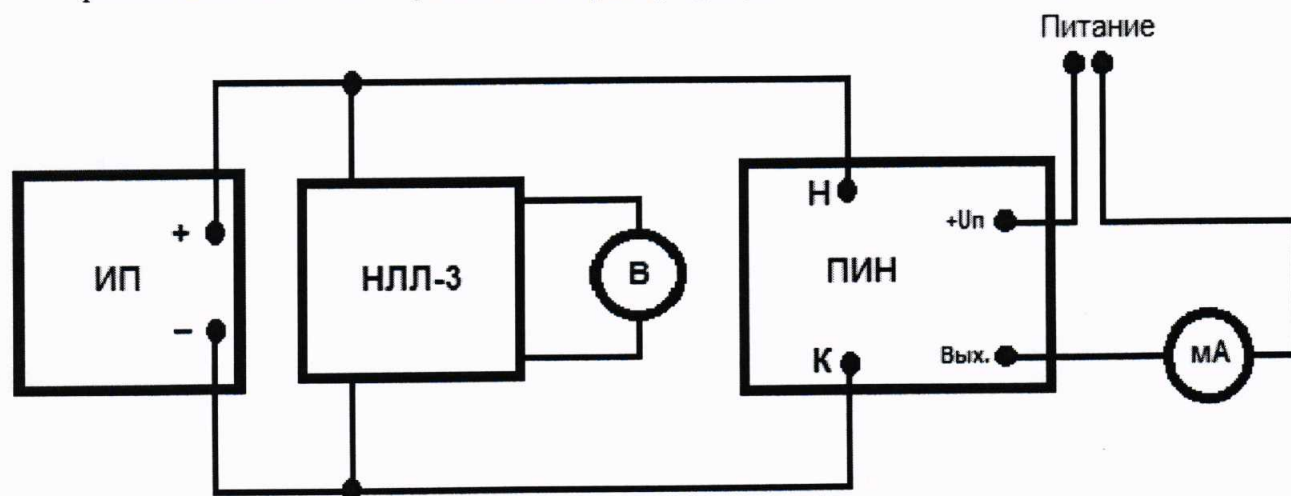 Питание
Н
+
+Uп
ИП
НЛЛ-3
В
ПИН
−
К
Вых.
мА